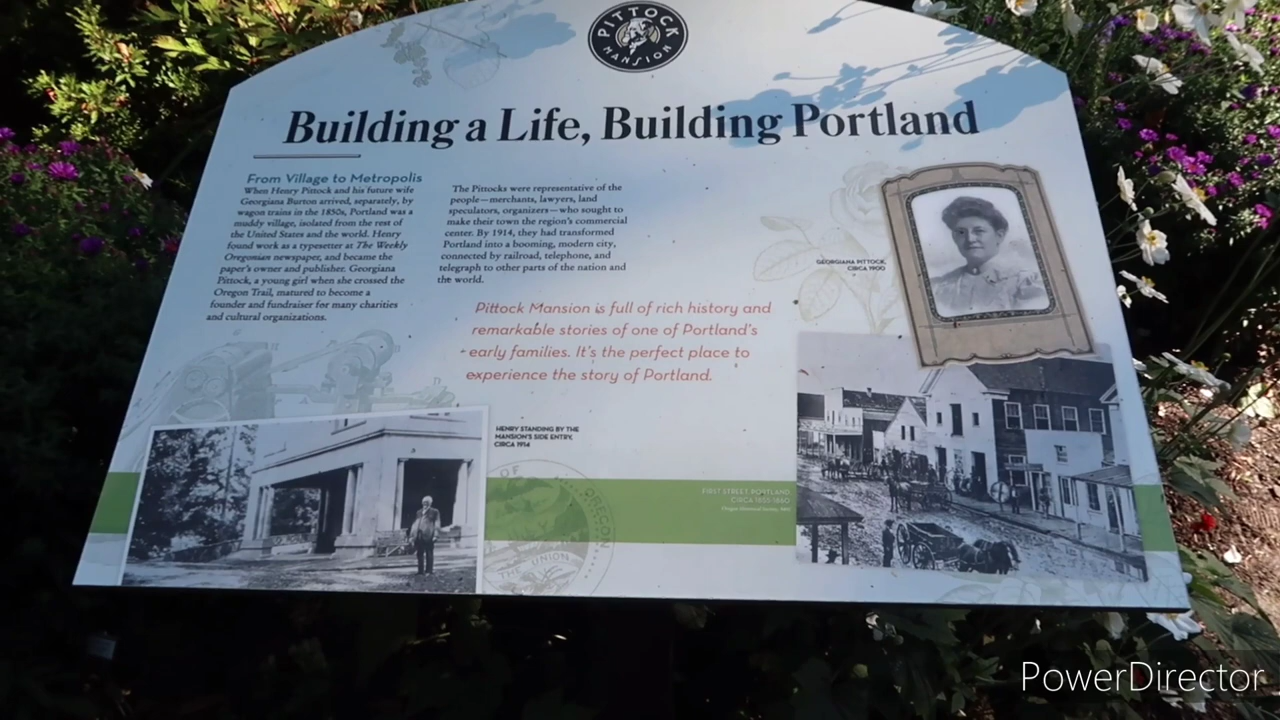 PITTOCK
MANSION
Building a Life, Building Portland
From Village to Metropolis
When Henry Pittock and his future wife
Georgiana Burton arrived, separately, by
wagon trains in the 1850s, Portland was a
muddy village, isolated from the rest of
the United States and the world. Henry
found work as a typesetter at The Weekly
Oregonian newspaper, and became the
paper's owner and publisher. Georgiana
Pittock, a young girl when she crossed the
Oregon Trail, matured to become a
founder and fundraiser for many charities
and cultural organizations.
The Pittocks were representative of the
people—merchants, lawyers, land
speculators, organizers—who sought to
make their town the region's commercial
center. By 1914, they had transformed
Portland into a booming, modern city,
connected by railroad, telephone, and
telegraph to other parts of the nation and
the world.
Pittock Mansion is full of rich history and
remarkable stories of one of Portland's
early families. It's the perfect place to
experience the story of Portland.
GEORGIANA PITTOCK,
CIRCA 1900
HENRY STANDING BY THE
MANSION'S SIDE ENTRY,
CIRCA 1914
OF OREGON
THE UNION
FIRST STREET, PORTLAND
CIRCA 1855-1860
PowerDirector